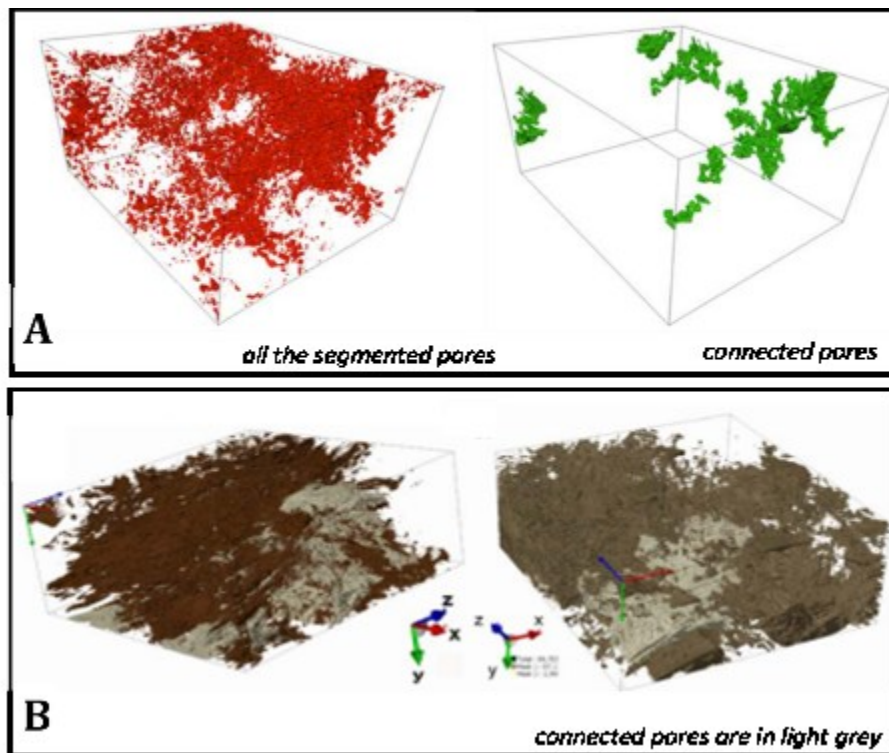 A
all the segmented pores
connected pores
z
x
y
z
x
y
B
connected pores are in light grey